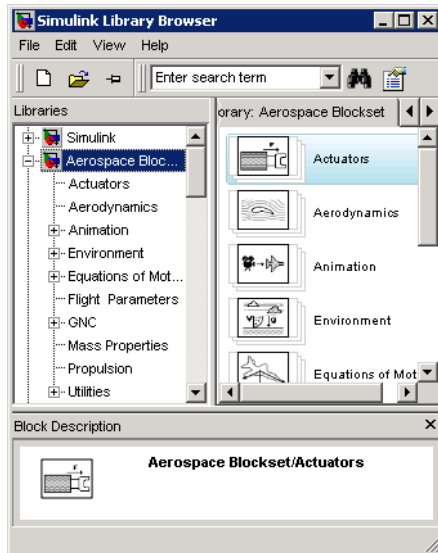 Simulink Library Browser
File Edit View Help
Enter search term
Libraries
orary: Aerospace Blockset
Simulink
Aerospace Bloc...
Actuators
Aerodynamics
Animation
Environment
Equations of Mot...
Flight Parameters
GNC
Mass Properties
Propulsion
Utilities
Actuators
Aerodynamics
Animation
Environment
Equations of Mot
Block Description
Aerospace Blockset/Actuators